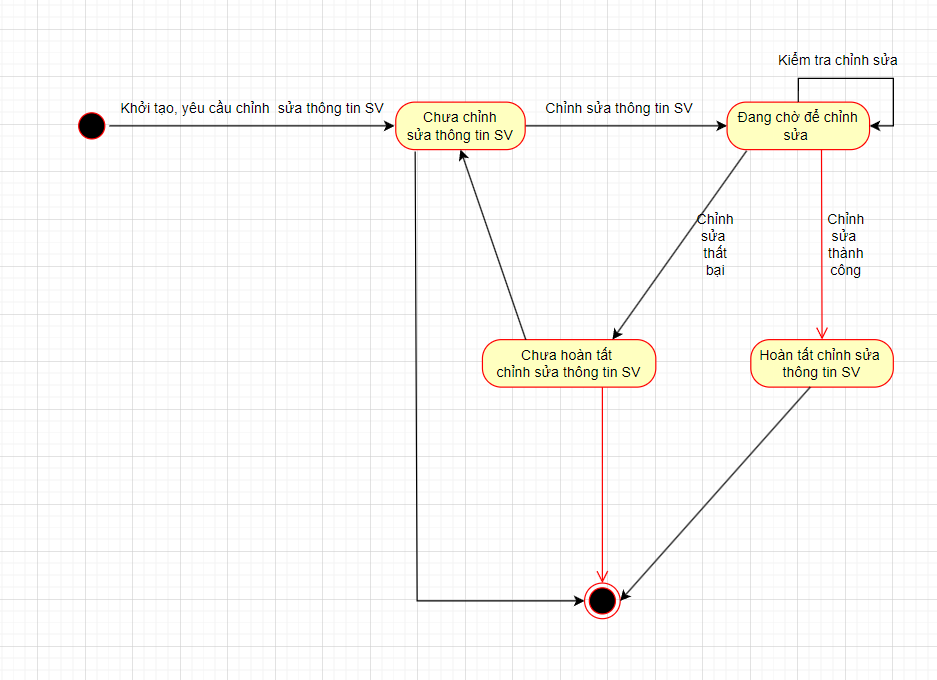 Kiểm tra chỉnh sửa
Khởi tạo, yêu cầu chỉnh sửa thông tin SV
Chưa chỉnh
sửa thông tin SV
Chỉnh sửa thông tin SV
Đang chờ để chỉnh
sửa
Chỉnh
sửa
thất
bại
Chỉnh
sửa
thành
công
Chưa hoàn tất
chỉnh sửa thông tin SV
Hoàn tất chỉnh sửa
thông tin SV